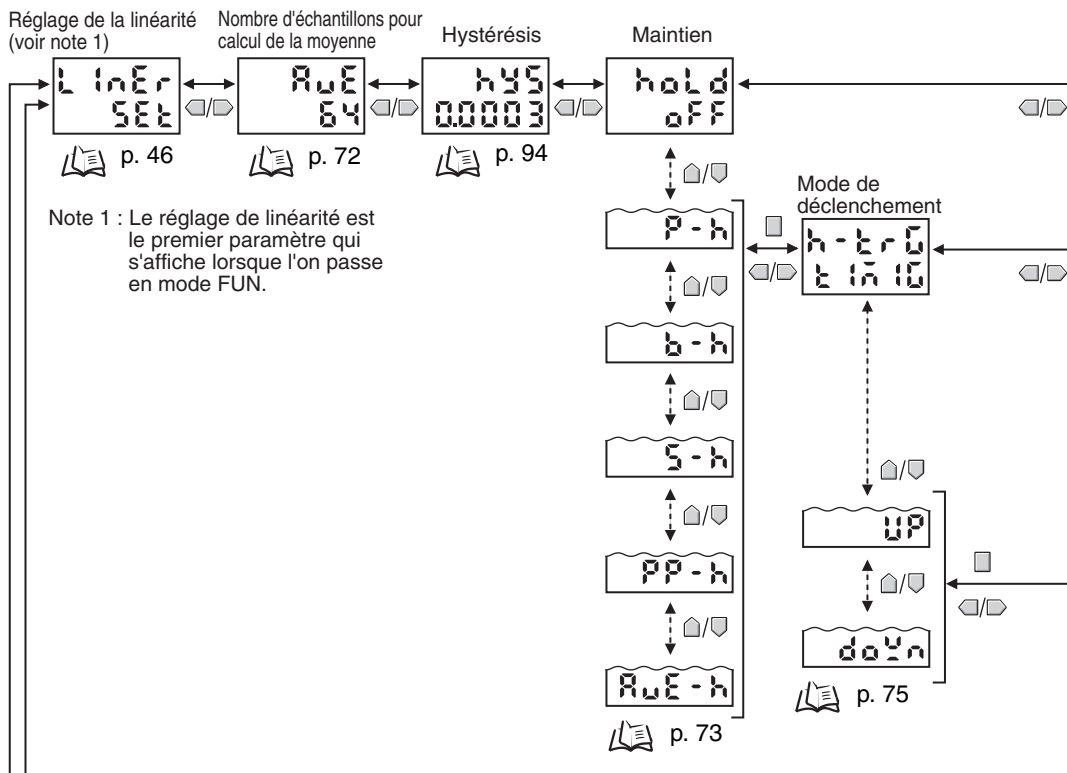 Réglage de la linéarité
(voir note 1)
LInEr
SEt
p. 46
Nombre d'échantillons pour
calcul de la moyenne
AvE
64
p. 72
Hystérésis
hYS
0.0003
p. 94
Maintien
hoLd
oFF
P-h
b-h
S-h
PP-h
AvE-h
p. 73
Mode de
déclenchement
h-trG
tImIG
UP
doWn
p. 75
Note 1 : Le réglage de linéarité est
le premier paramètre qui
s'affiche lorsque l'on passe
en mode FUN.